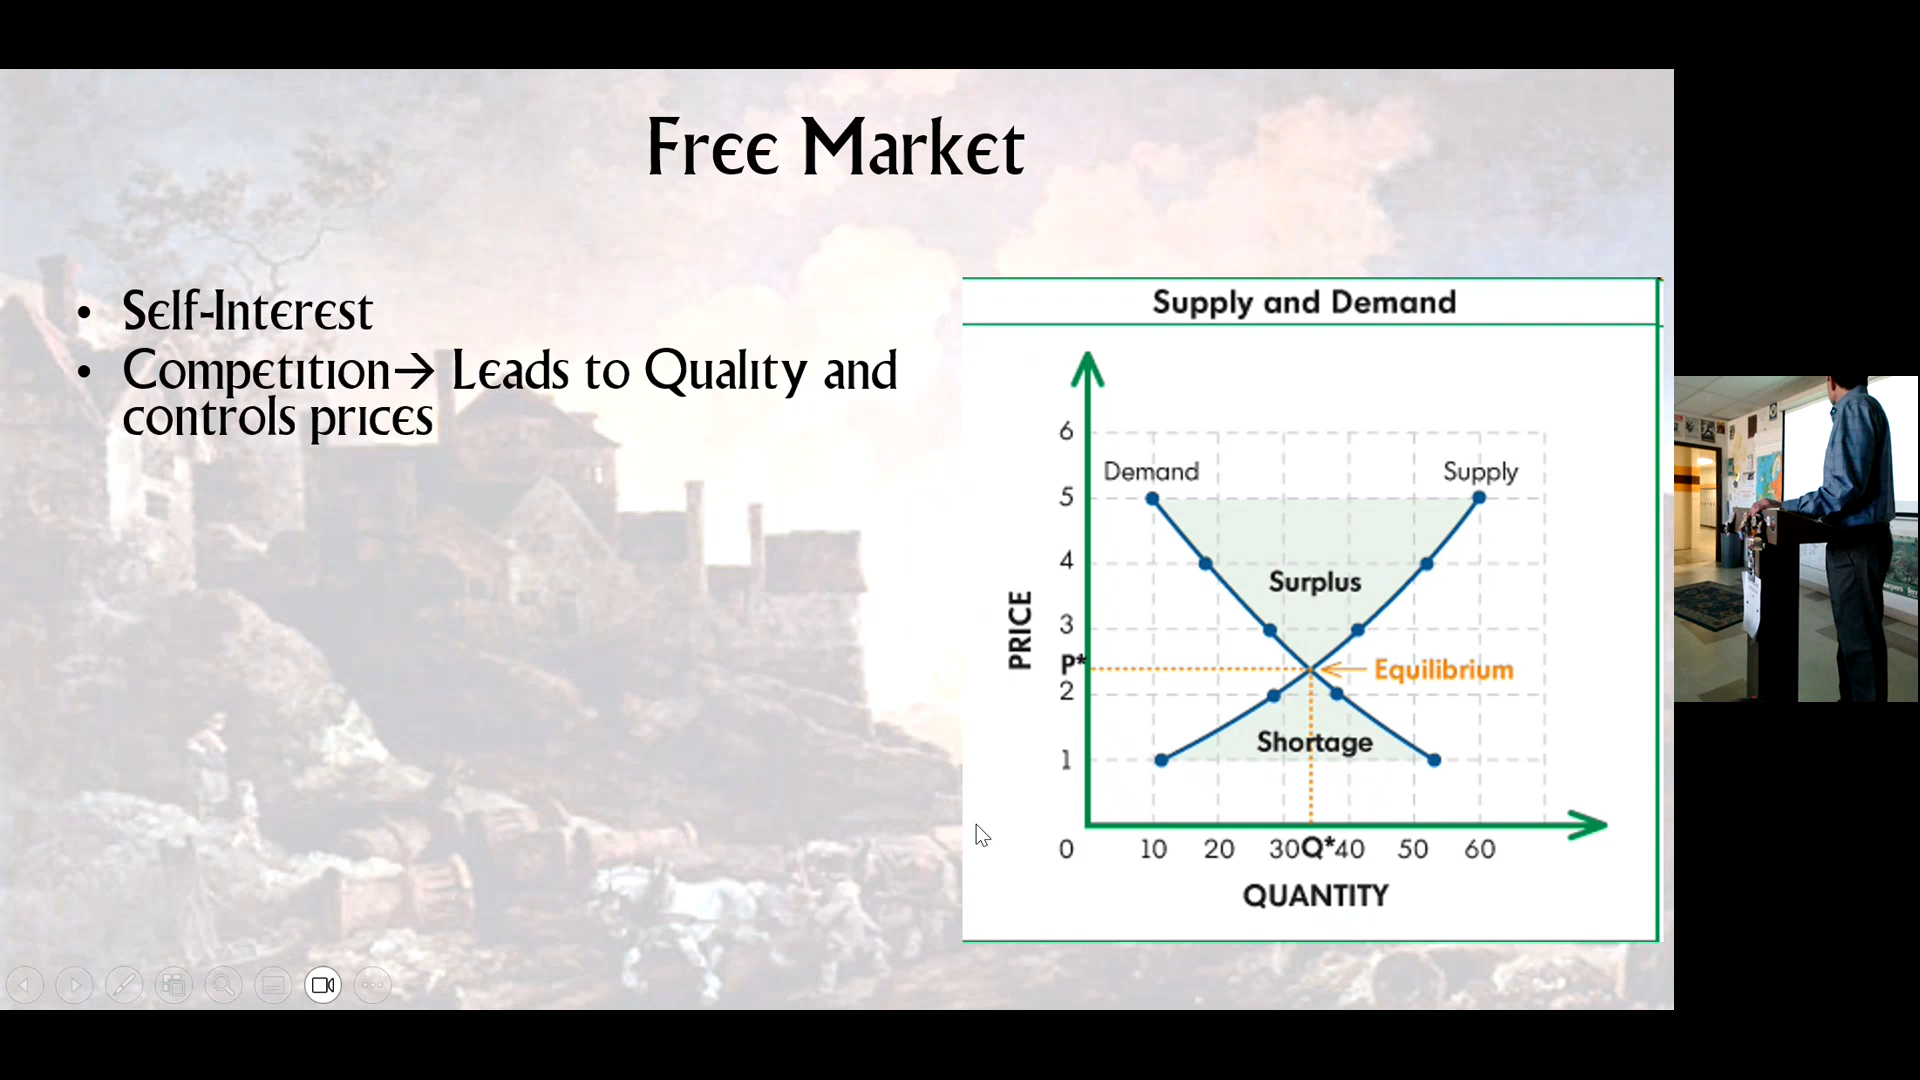 Free Market
• Self-Interest
• Competition→ Leads to Quality and
controls prices
Supply and Demand
6
Demand
Supply
5
4
Surplus
3
PRICE
P*
Equilibrium
2
Shortage
1
0 10 20 30 Q* 40 50 60
QUANTITY